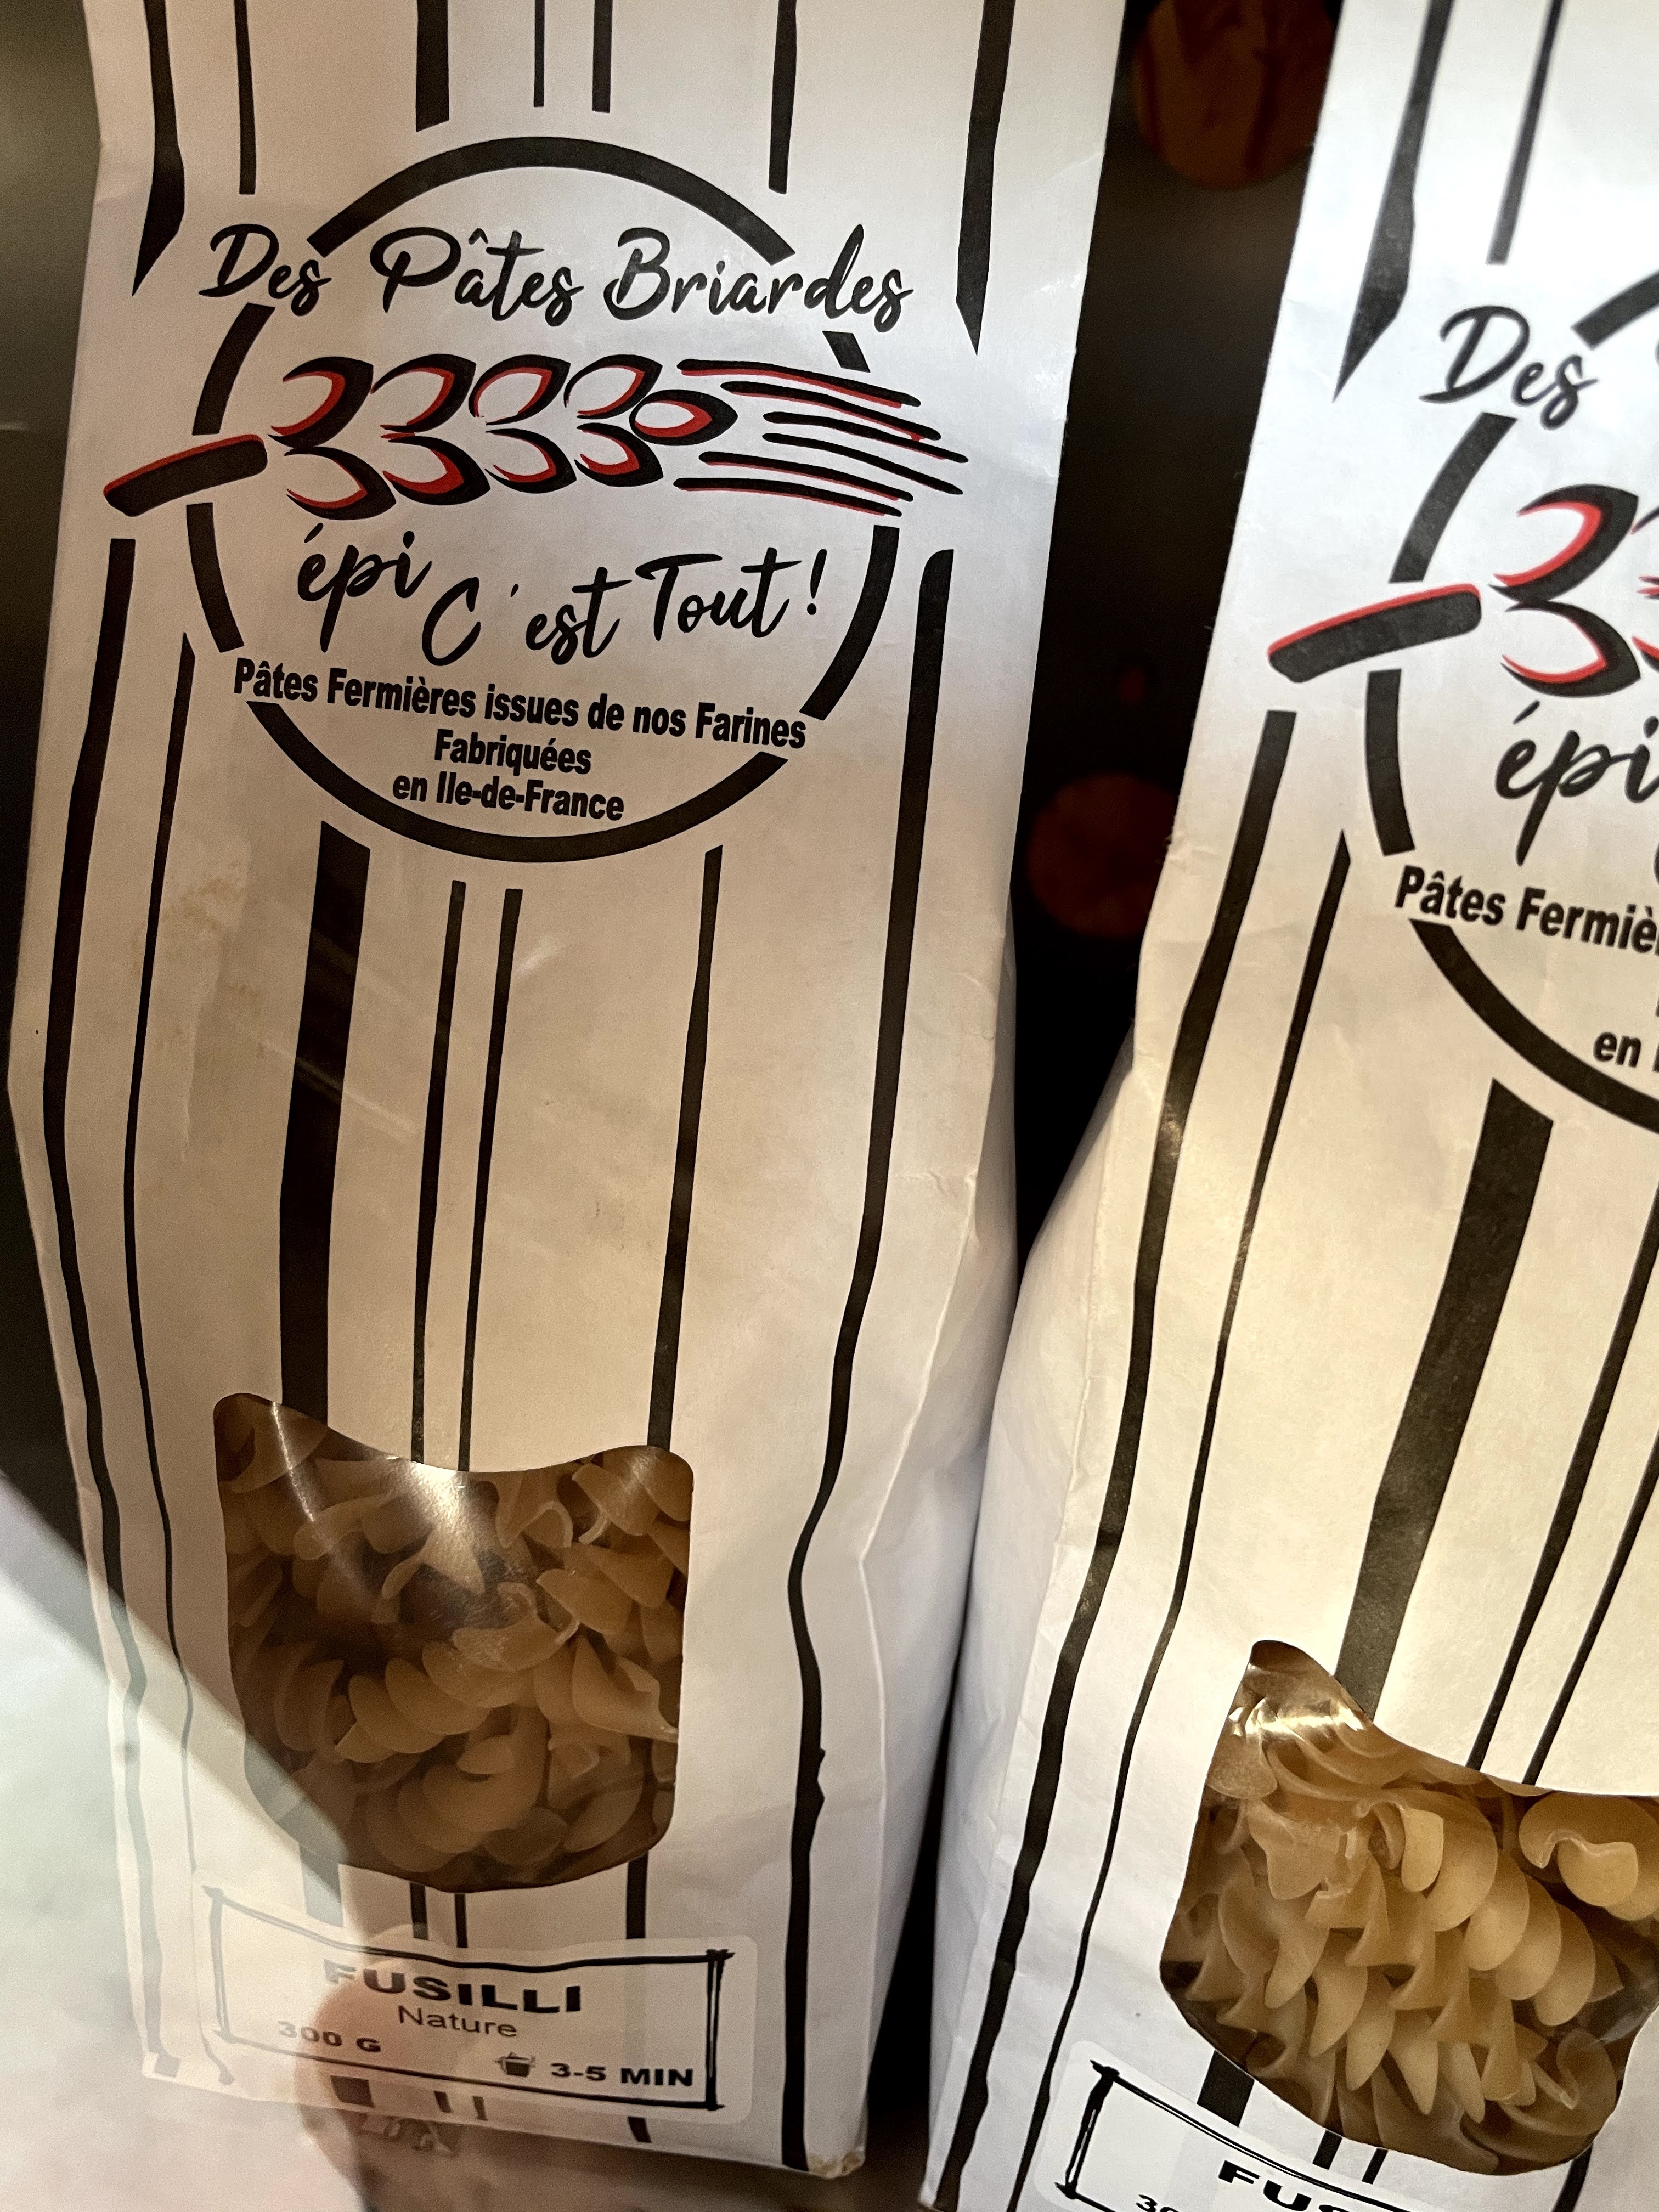 Des Pâtes Briardes
épi C'est Tout !
Pâtes Fermières issues de nos Farines
Fabriquées
en Ile-de-France
FUSILLI
Nature
300 G
3-5 MIN
Des
épi
Pâtes
en